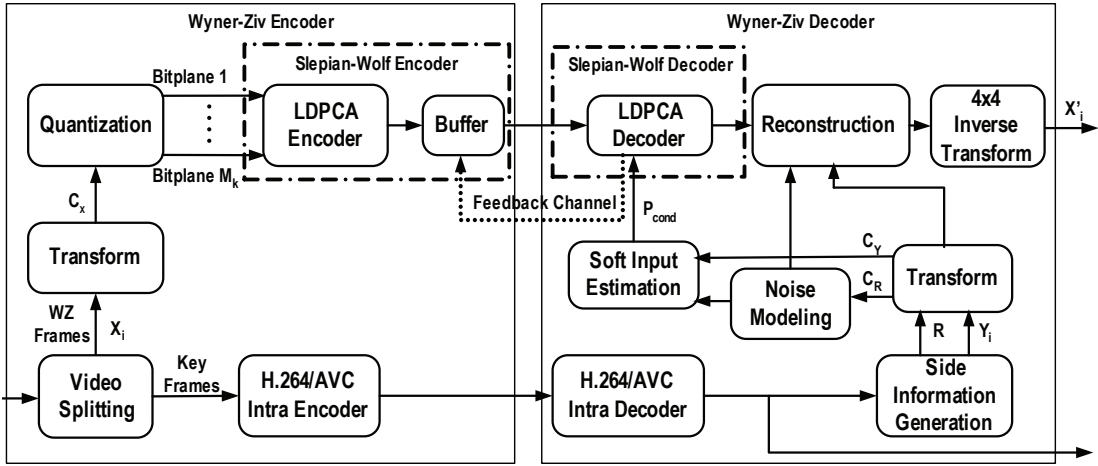 Wyner-Ziv Encoder
Slepian-Wolf Encoder
Bitplane 1
Quantization
LDPCA
Encoder
Buffer
Bitplane Mk
Cx
Feedback Channel
Transform
WZ
Frames
Xi
Video
Splitting
Key
Frames
H.264/AVC
Intra Encoder
Wyner-Ziv Decoder
Slepian-Wolf Decoder
LDPCA
Decoder
Reconstruction
4x4
Inverse
Transform
X'i
Pcond
Soft Input
Estimation
CY
CR
Noise
Modeling
Transform
R
Yi
H.264/AVC
Intra Decoder
Side
Information
Generation